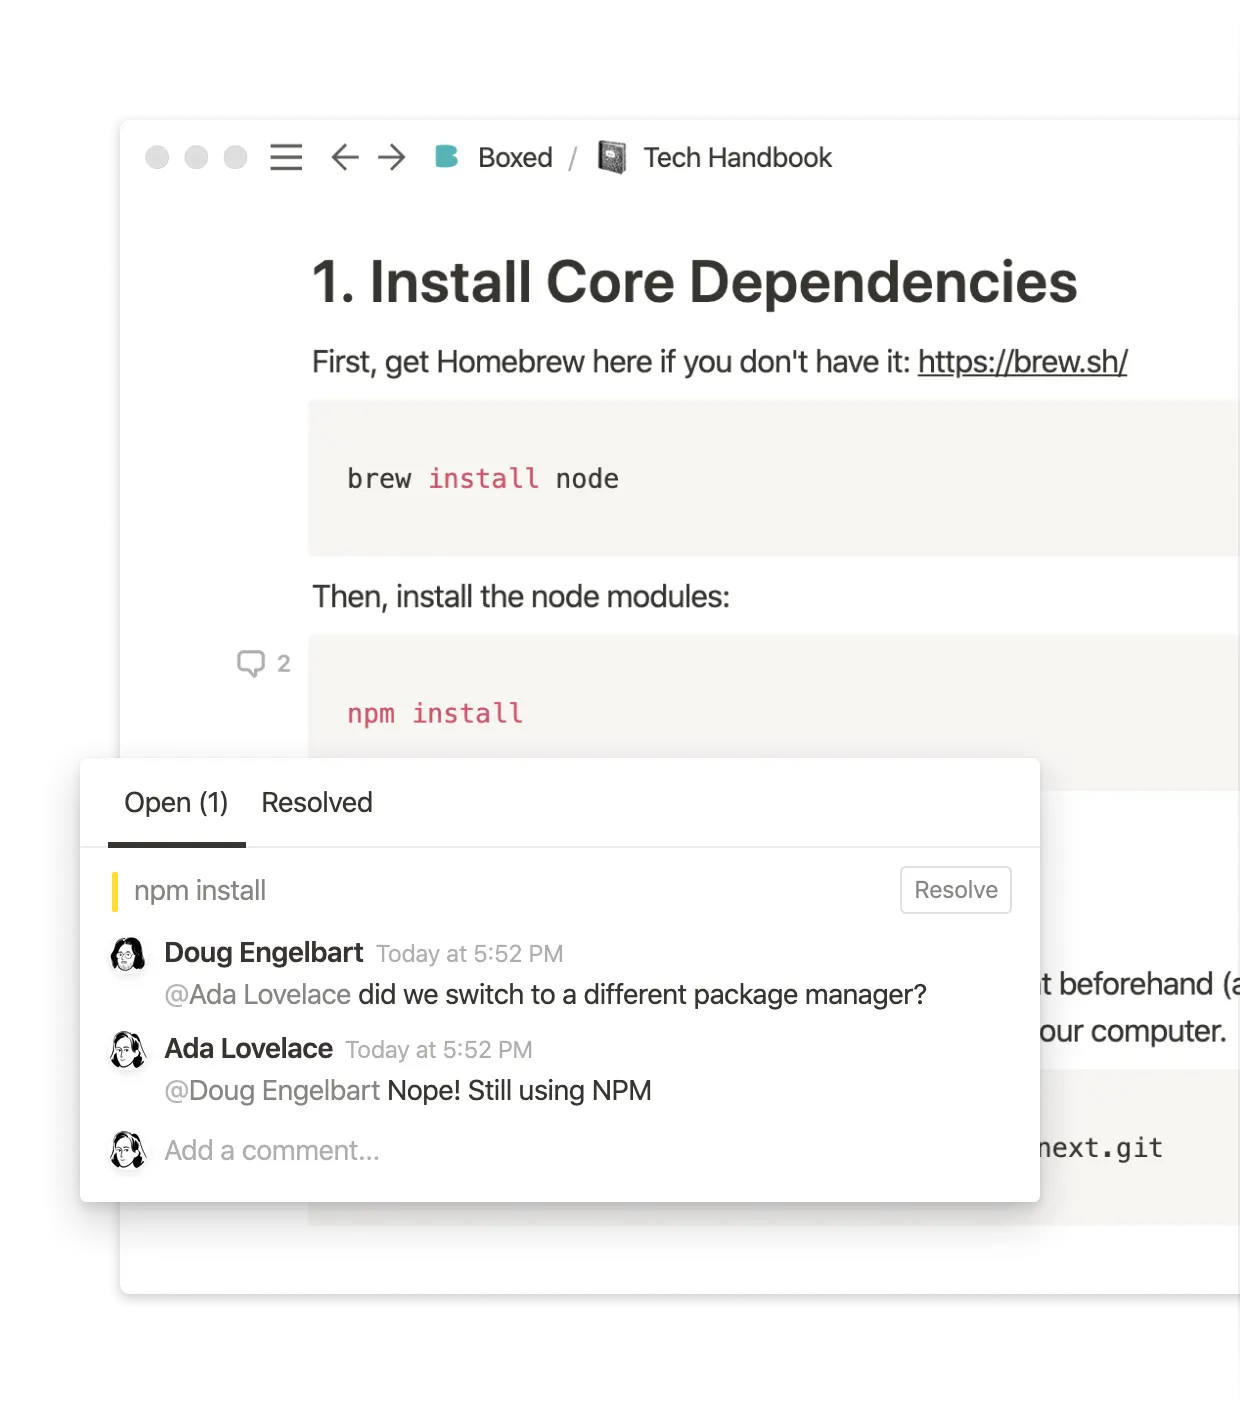 Boxed / Tech Handbook
1. Install Core Dependencies
First, get Homebrew here if you don't have it: https://brew.sh/
brew install node
Then, install the node modules:
2
npm install
Open (1) Resolved
npm install Resolve
Doug Engelbart Today at 5:52 PM
@Ada Lovelace did we switch to a different package manager?
Ada Lovelace Today at 5:52 PM
@Doug Engelbart Nope! Still using NPM
Add a comment...
t beforehand (a
our computer.
next.git